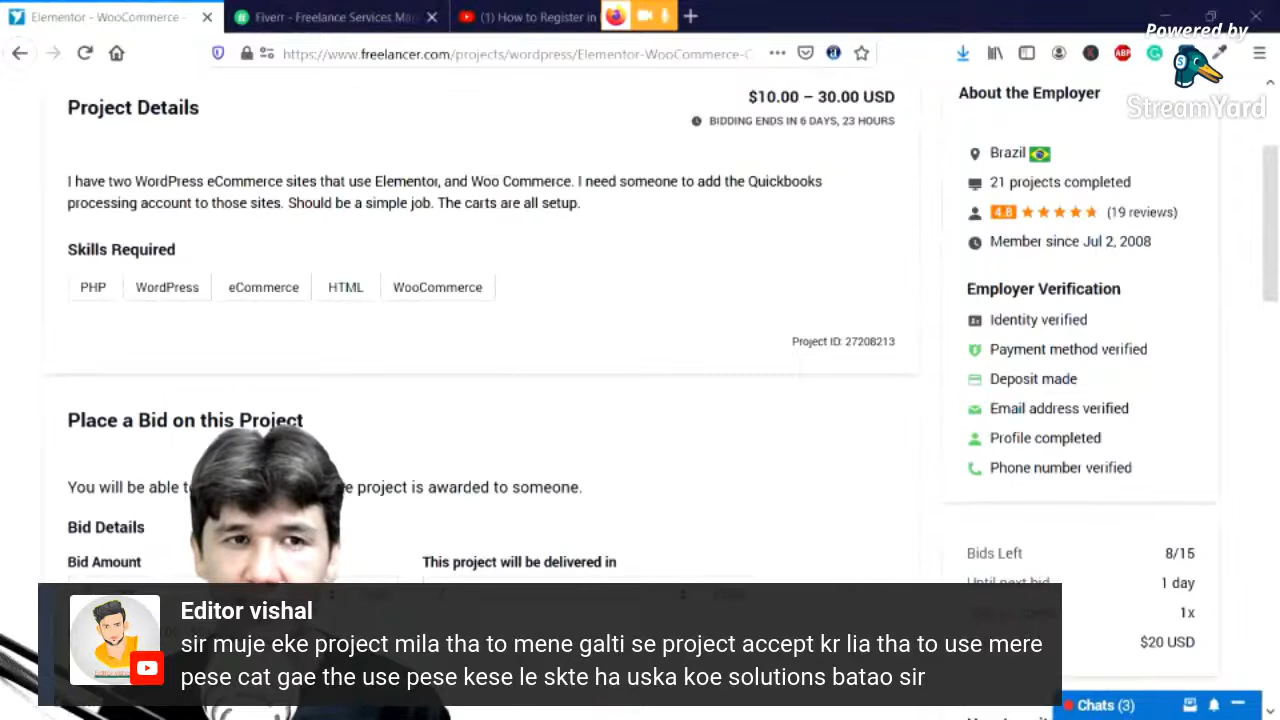 Elementor - WooCommerce -
Fiverr - Freelance Services Ma
(1) How to Register in
Powered by
StreamYard
https://www.freelancer.com/projects/wordpress/Elementor-WooCommerce-C
ABP
Project Details
$10.00 – 30.00 USD
BIDDING ENDS IN 6 DAYS, 23 HOURS
I have two WordPress eCommerce sites that use Elementor, and Woo Commerce. I need someone to add the Quickbooks
processing account to those sites. Should be a simple job. The carts are all setup.
Skills Required
PHP
WordPress
eCommerce
HTML
WooCommerce
Project ID: 27208213
Place a Bid on this Project
You will be able t
e project is awarded to someone.
Bid Details
Bid Amount
This project will be delivered in
About the Employer
Brazil
21 projects completed
4.8 (19 reviews)
Member since Jul 2, 2008
Employer Verification
Identity verified
Payment method verified
Deposit made
Email address verified
Profile completed
Phone number verified
Bids Left 8/15
Until next bid 1 day
1x
$20 USD
Chats (3)
Editor vishal
sir muje eke project mila tha to mene galti se project accept kr lia tha to use mere
pese cat gae the use pese kese le skte ha uska koe solutions batao sir